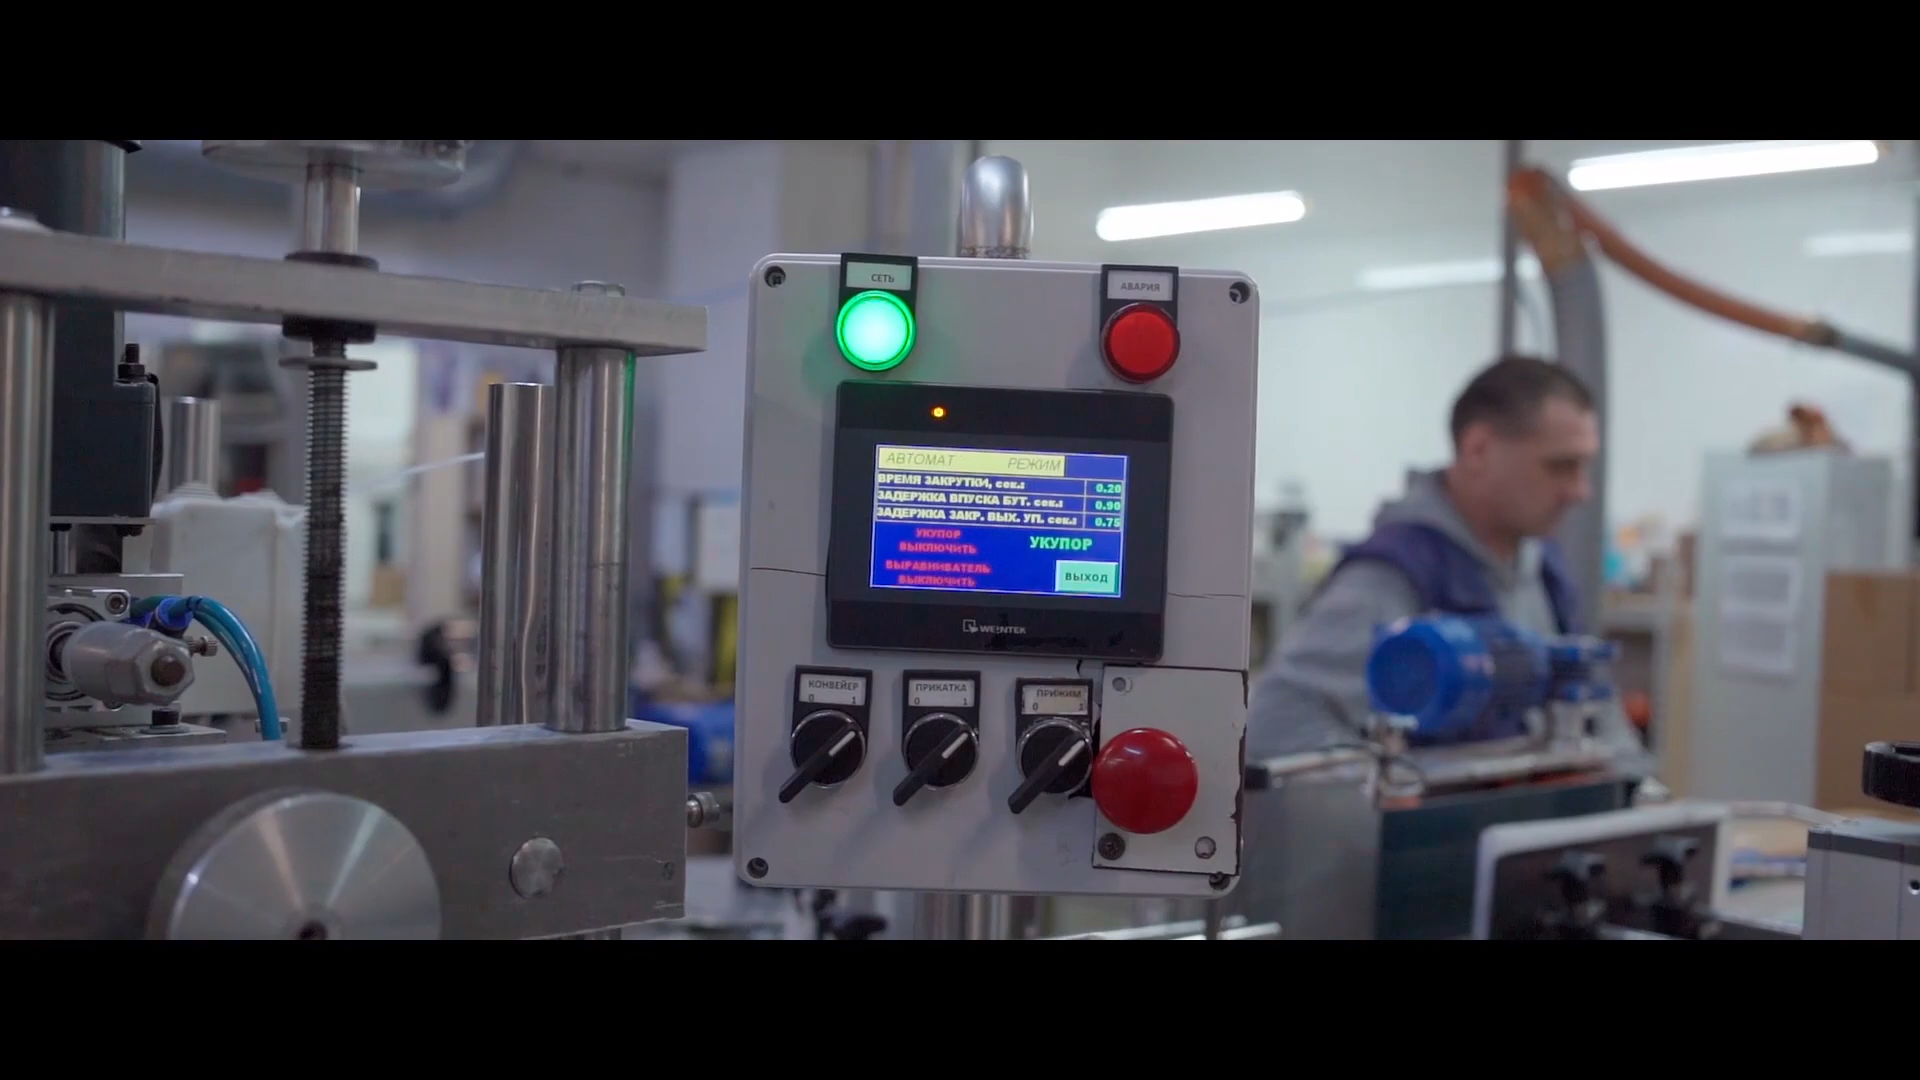 СЕТЬ
АВАРИЯ
АВТОМАТ РЕЖИМ
ВРЕМЯ ЗАКРУТКИ, сек.: 0.20
ЗАДЕРЖКА ВПУСКА БУТ. сек.: 0.90
ЗАДЕРЖКА ЗАКР. ВЫХ. УП. сек.: 0.75
УКУПОР
ВЫКЛЮЧИТЬ
УКУПОР
ВЫРАВНИВАТЕЛЬ
ВЫКЛЮЧИТЬ
ВЫХОД
WEINTEK
КОНВЕЙЕР
0 1
ПРИКАТКА
0 1
ПРИЖИМ
0 1